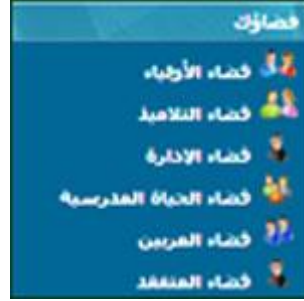 فضاؤك
فضاء الأولياء
فضاء التلاميذ
فضاء الإدارة
فضاء الحياة المدرسية
فضاء المربين
فضاء المتفقد